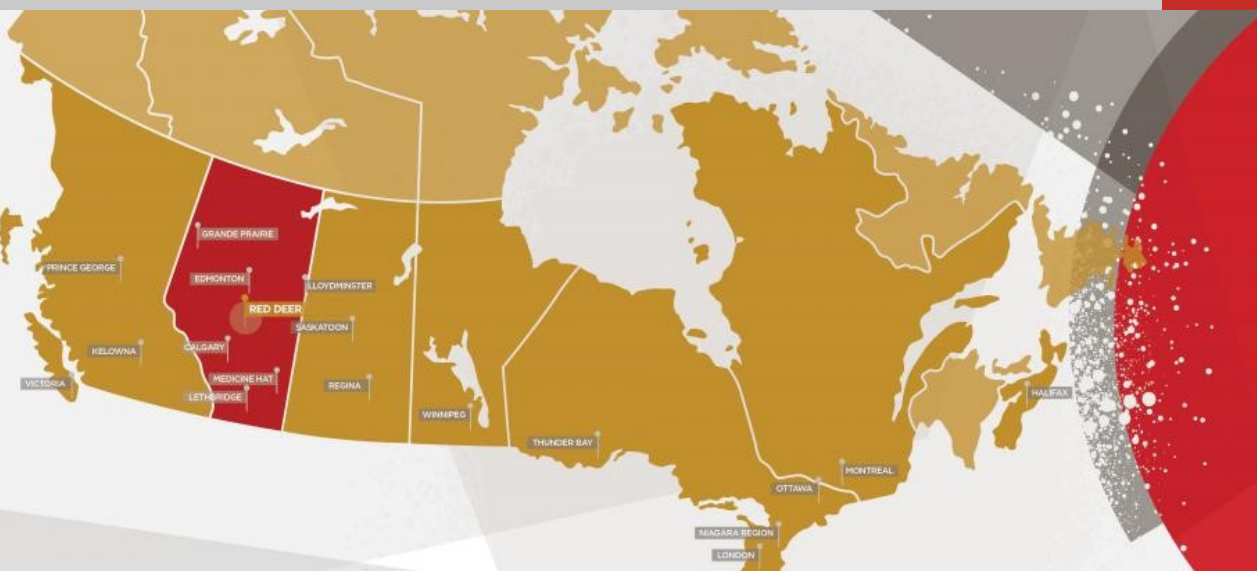 GRANDE PRAIRIE
PRINCE GEORGE
EDMONTON
LLOYDMINSTER
RED DEER
SASKATOON
CALGARY
KELOWNA
MEDICINE HAT
VICTORIA
REGINA
LETHBRIDGE
HALIFAX
WINNIPEG
THUNDER BAY
MONTREAL
OTTAWA
NIAGARA REGION
LONDON